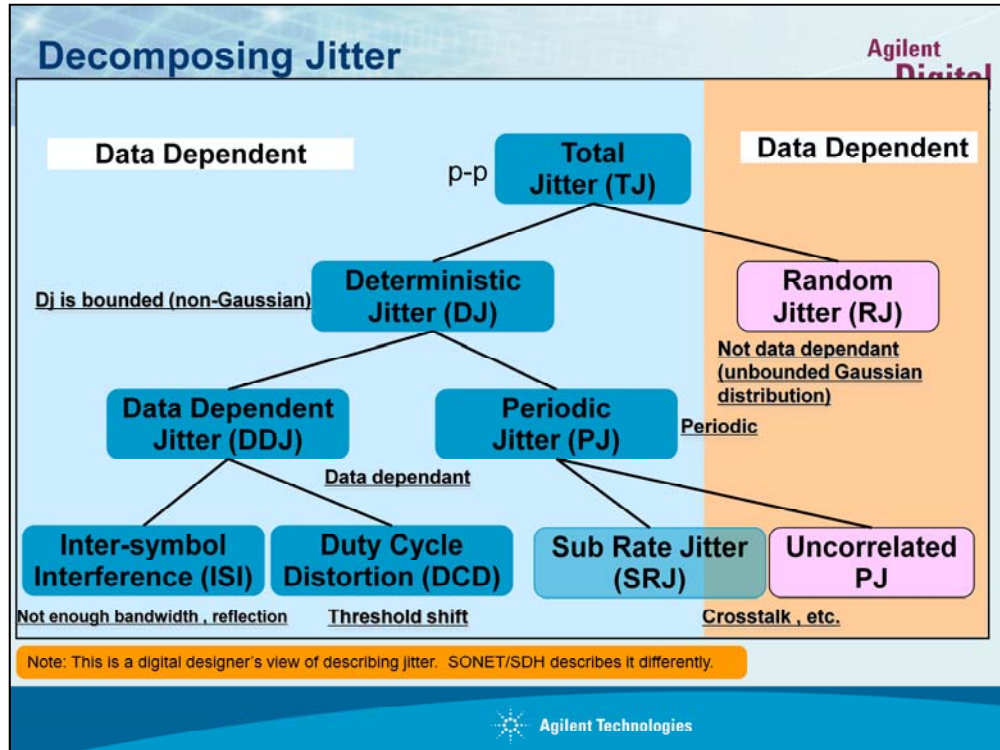 Decomposing Jitter
Agilent
Digital
Data Dependent
Data Dependent
p-p
Total
Jitter (TJ)
Dj is bounded (non-Gaussian)
Deterministic
Jitter (DJ)
Random
Jitter (RJ)
Not data dependant
(unbounded Gaussian
distribution)
Data Dependent
Jitter (DDJ)
Periodic
Jitter (PJ)
Periodic
Data dependant
Inter-symbol
Interference (ISI)
Duty Cycle
Distortion (DCD)
Sub Rate Jitter
(SRJ)
Uncorrelated
PJ
Not enough bandwidth , reflection
Threshold shift
Crosstalk , etc.
Note: This is a digital designer's view of describing jitter. SONET/SDH describes it differently.
Agilent Technologies